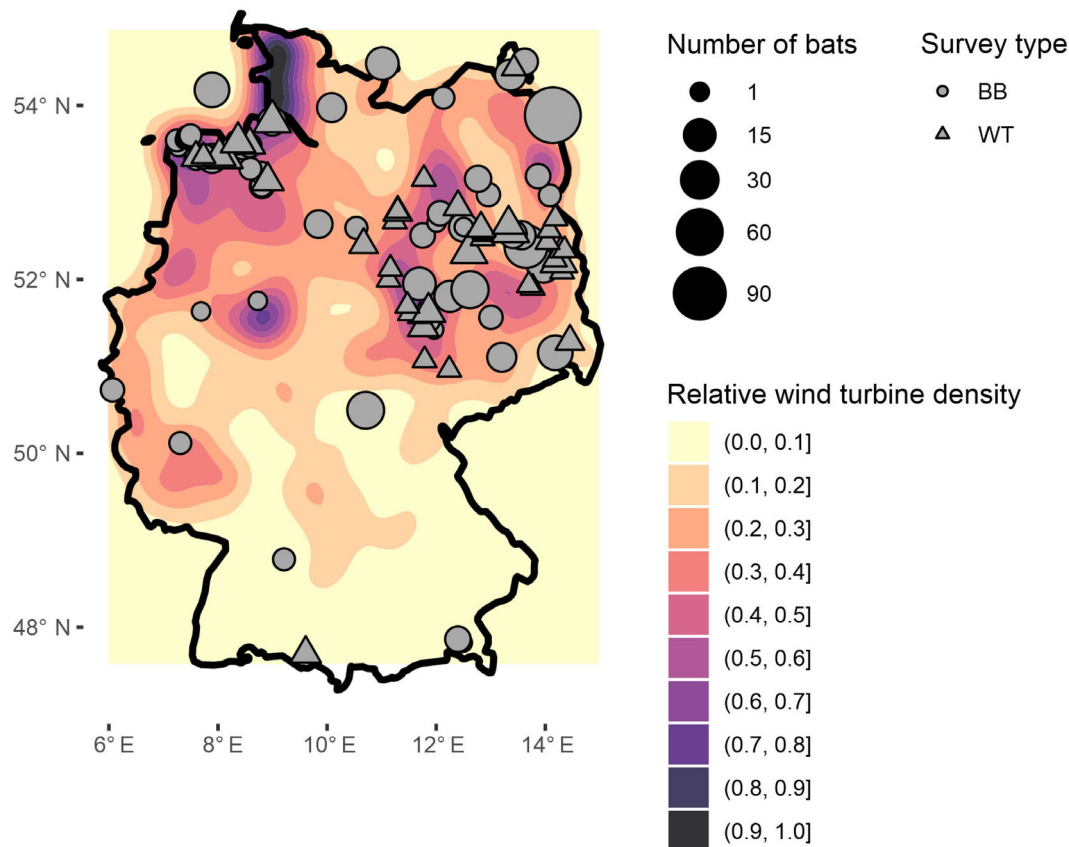 54° N
52° N
50° N
48° N
6° E
8° E
10° E
12° E
14° E
Number of bats
1
15
30
60
90
Survey type
BB
WT
Relative wind turbine density
(0.0, 0.1]
(0.1, 0.2]
(0.2, 0.3]
(0.3, 0.4]
(0.4, 0.5]
(0.5, 0.6]
(0.6, 0.7]
(0.7, 0.8]
(0.8, 0.9]
(0.9, 1.0]